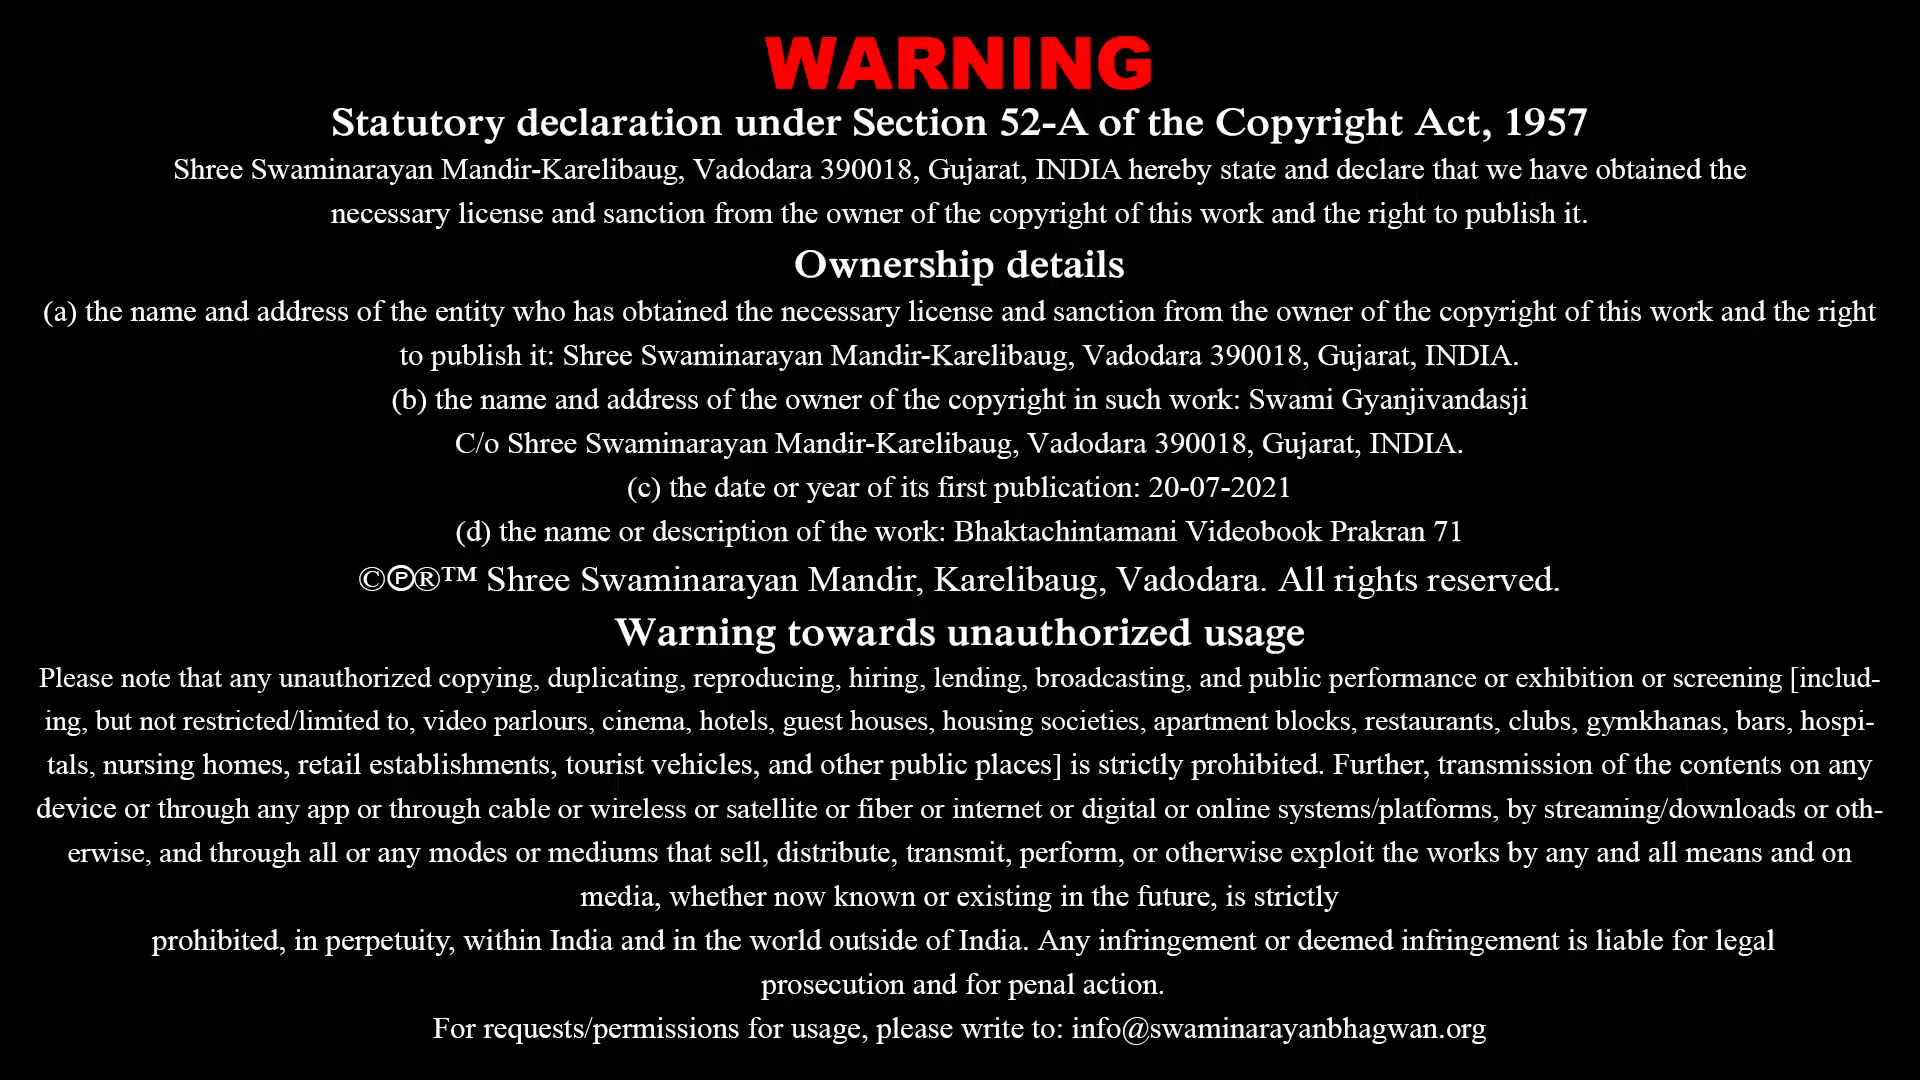 WARNING
Statutory declaration under Section 52-A of the Copyright Act, 1957
Shree Swaminarayan Mandir-Karelibaug, Vadodara 390018, Gujarat, INDIA hereby state and declare that we have obtained the
necessary license and sanction from the owner of the copyright of this work and the right to publish it.
Ownership details
(a) the name and address of the entity who has obtained the necessary license and sanction from the owner of the copyright of this work and the right
to publish it: Shree Swaminarayan Mandir-Karelibaug, Vadodara 390018, Gujarat, INDIA.
(b) the name and address of the owner of the copyright in such work: Swami Gyanjivandasji
C/o Shree Swaminarayan Mandir-Karelibaug, Vadodara 390018, Gujarat, INDIA.
(c) the date or year of its first publication: 20-07-2021
(d) the name or description of the work: Bhaktachintamani Videobook Prakran 71
©℗®™ Shree Swaminarayan Mandir, Karelibaug, Vadodara. All rights reserved.
Warning towards unauthorized usage
Please note that any unauthorized copying, duplicating, reproducing, hiring, lending, broadcasting, and public performance or exhibition or screening [includ-
ing, but not restricted/limited to, video parlours, cinema, hotels, guest houses, housing societies, apartment blocks, restaurants, clubs, gymkhanas, bars, hospi-
tals, nursing homes, retail establishments, tourist vehicles, and other public places] is strictly prohibited. Further, transmission of the contents on any
device or through any app or through cable or wireless or satellite or fiber or internet or digital or online systems/platforms, by streaming/downloads or oth-
erwise, and through all or any modes or mediums that sell, distribute, transmit, perform, or otherwise exploit the works by any and all means and on
media, whether now known or existing in the future, is strictly
prohibited, in perpetuity, within India and in the world outside of India. Any infringement or deemed infringement is liable for legal
prosecution and for penal action.
For requests/permissions for usage, please write to: info@swaminarayanbhagwan.org